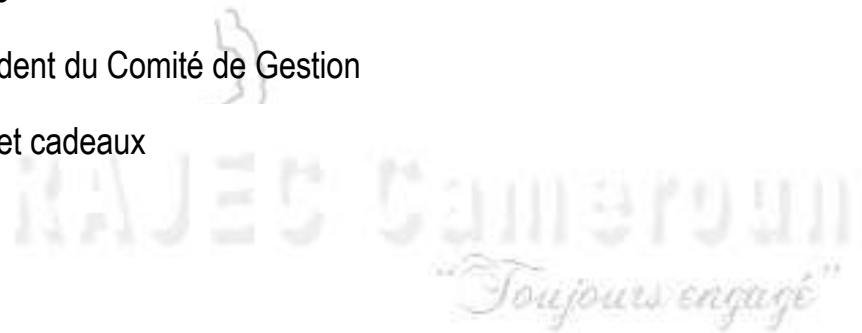 dent du Comité de Gestion
et cadeaux
RAJEC Cameroun
"Toujours engagé"